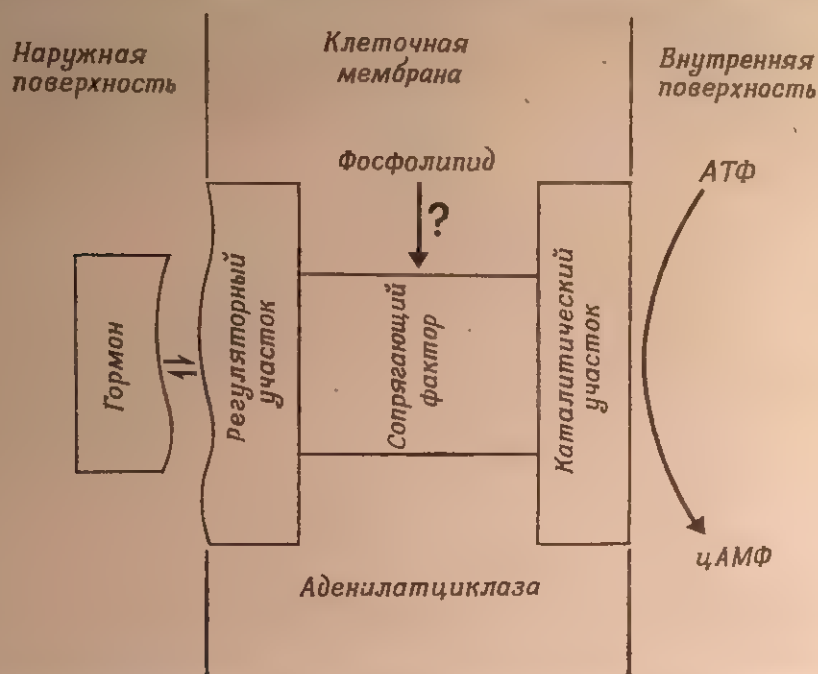 Наружная
поверхность
Клеточная
мембрана
Внутренняя
поверхность
Фосфолипид
?
АТФ
Гормон
Регуляторный
участок
Сопрягающий
фактор
Каталитический
участок
цАМФ
Аденилатциклаза